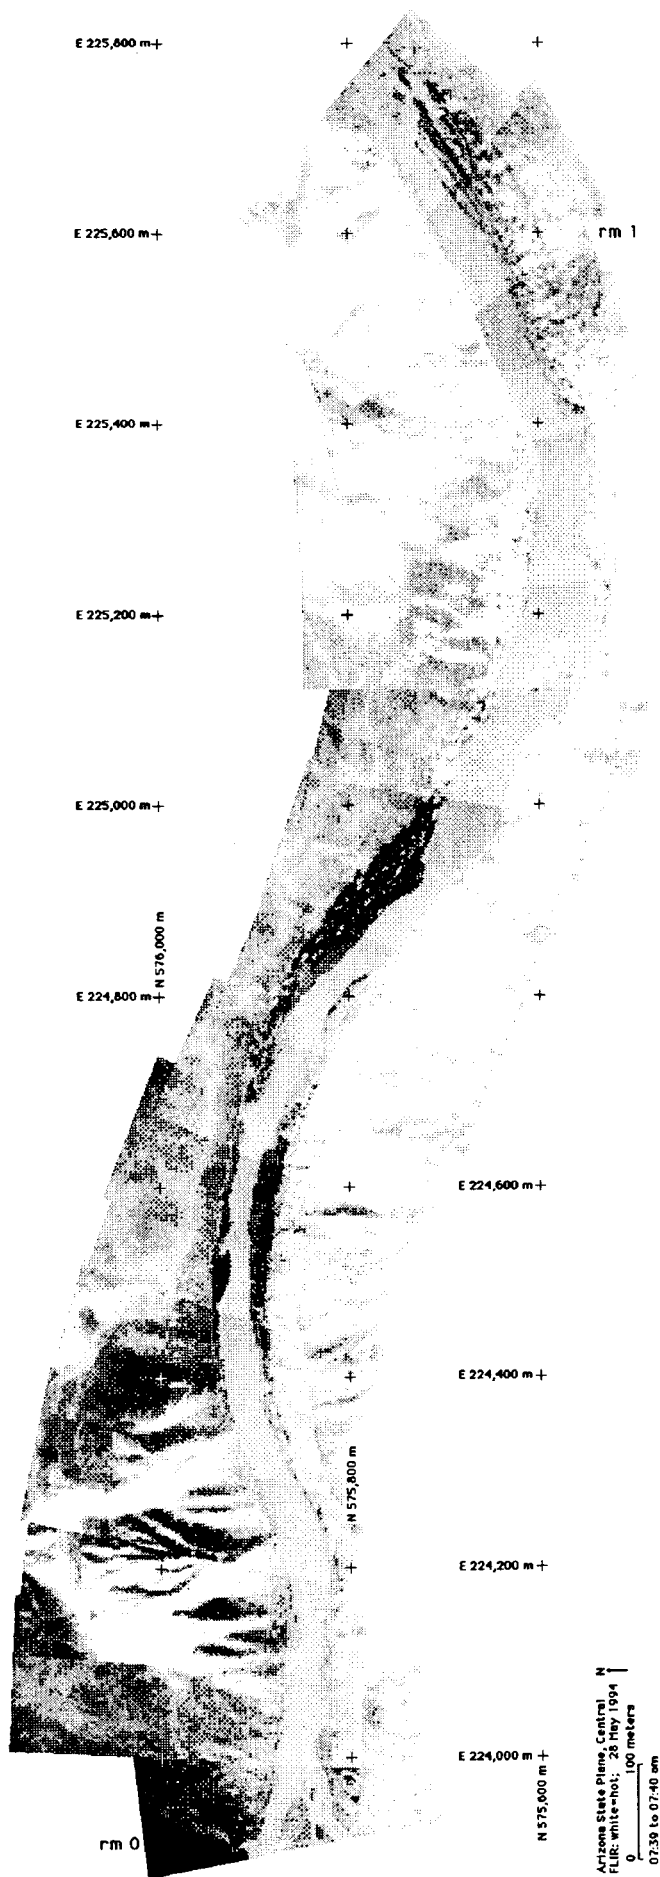 E 225,800 m
E 225,600 m
rm 1
E 225,400 m
E 225,200 m
E 225,000 m
N 576,000 m
E 224,800 m
E 224,600 m
E 224,400 m
N 575,800 m
E 224,200 m
E 224,000 m
N 575,600 m
rm 0
Arizona State Plane, Central N
FLIR: white=hot; 28 May 1994
0 100 meters
07:39 to 07:40 am